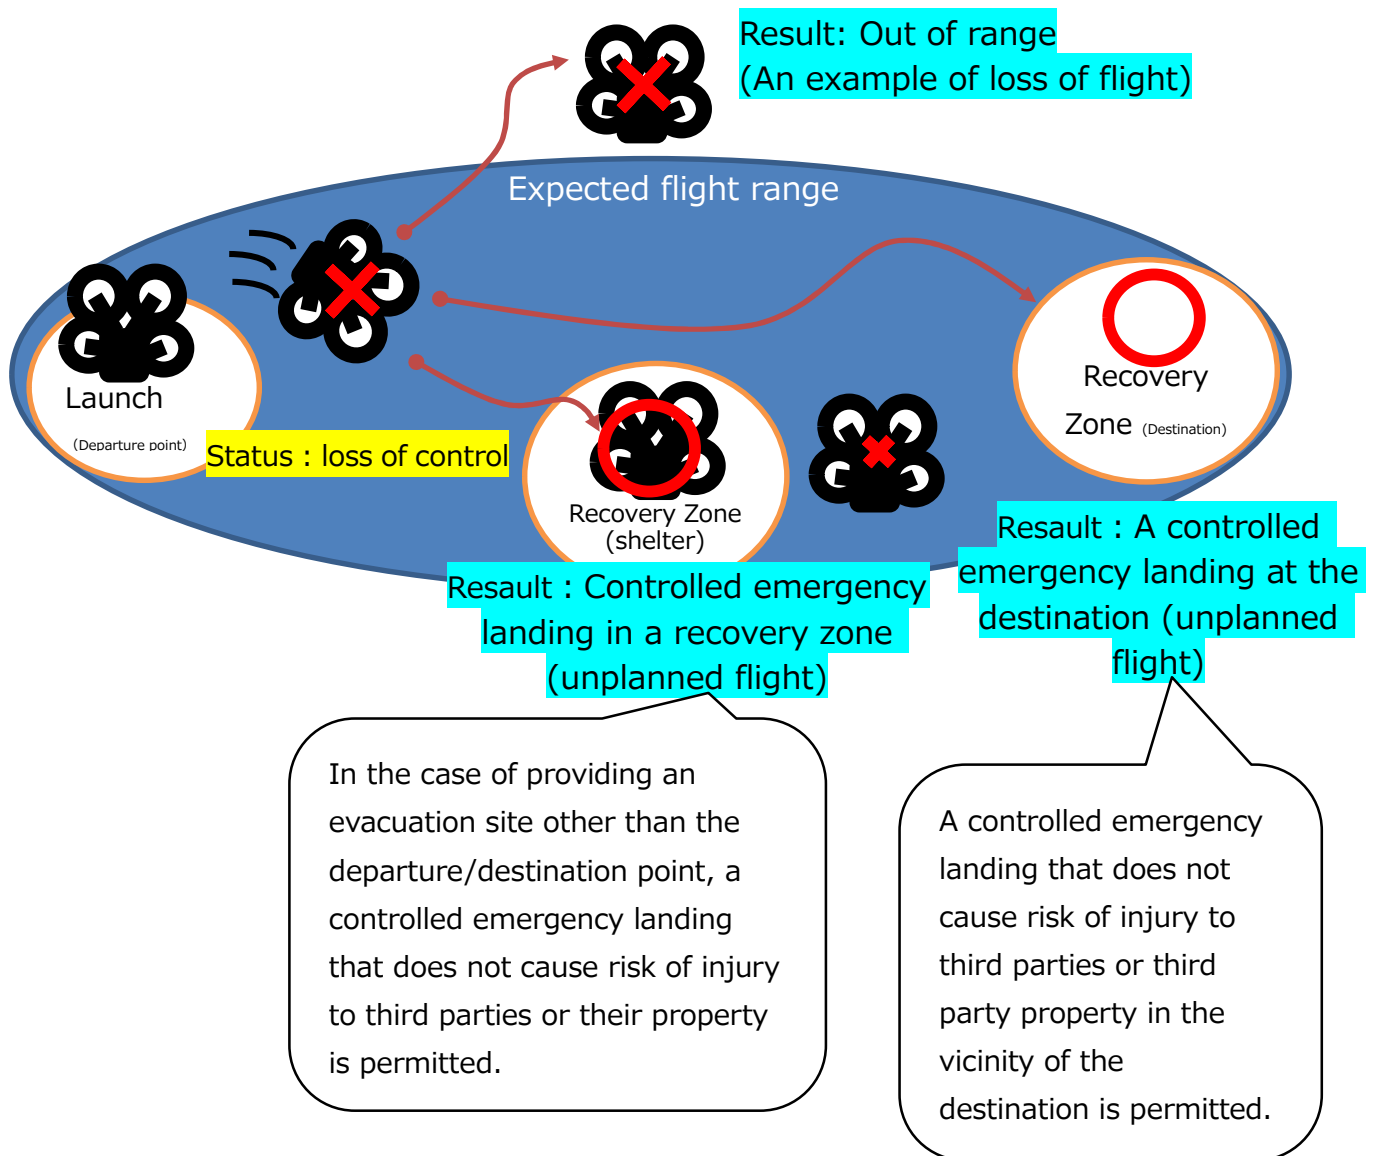 Result: Out of range
(An example of loss of flight)
Expected flight range
Launch
(Departure point)
Status : loss of control
Recovery Zone
(shelter)
Recovery
Zone (Destination)
Resault : Controlled emergency
landing in a recovery zone
(unplanned flight)
Resault : A controlled
emergency landing at the
destination (unplanned
flight)
In the case of providing an
evacuation site other than the
departure/destination point, a
controlled emergency landing
that does not cause risk of injury
to third parties or their property
is permitted.
A controlled emergency
landing that does not
cause risk of injury to
third parties or third
party property in the
vicinity of the
destination is permitted.